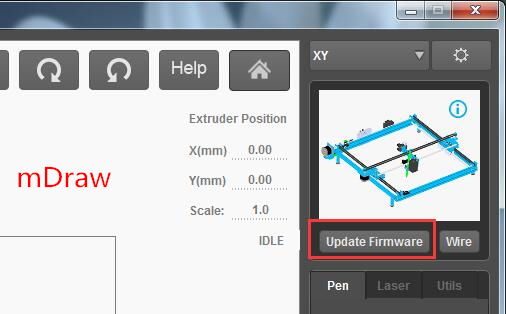 XY
Help
Extruder Position
X(mm) 0.00
mDraw
Y(mm) 0.00
Scale: 1.0
IDLE
Update Firmware
Wire
Pen Laser Utils